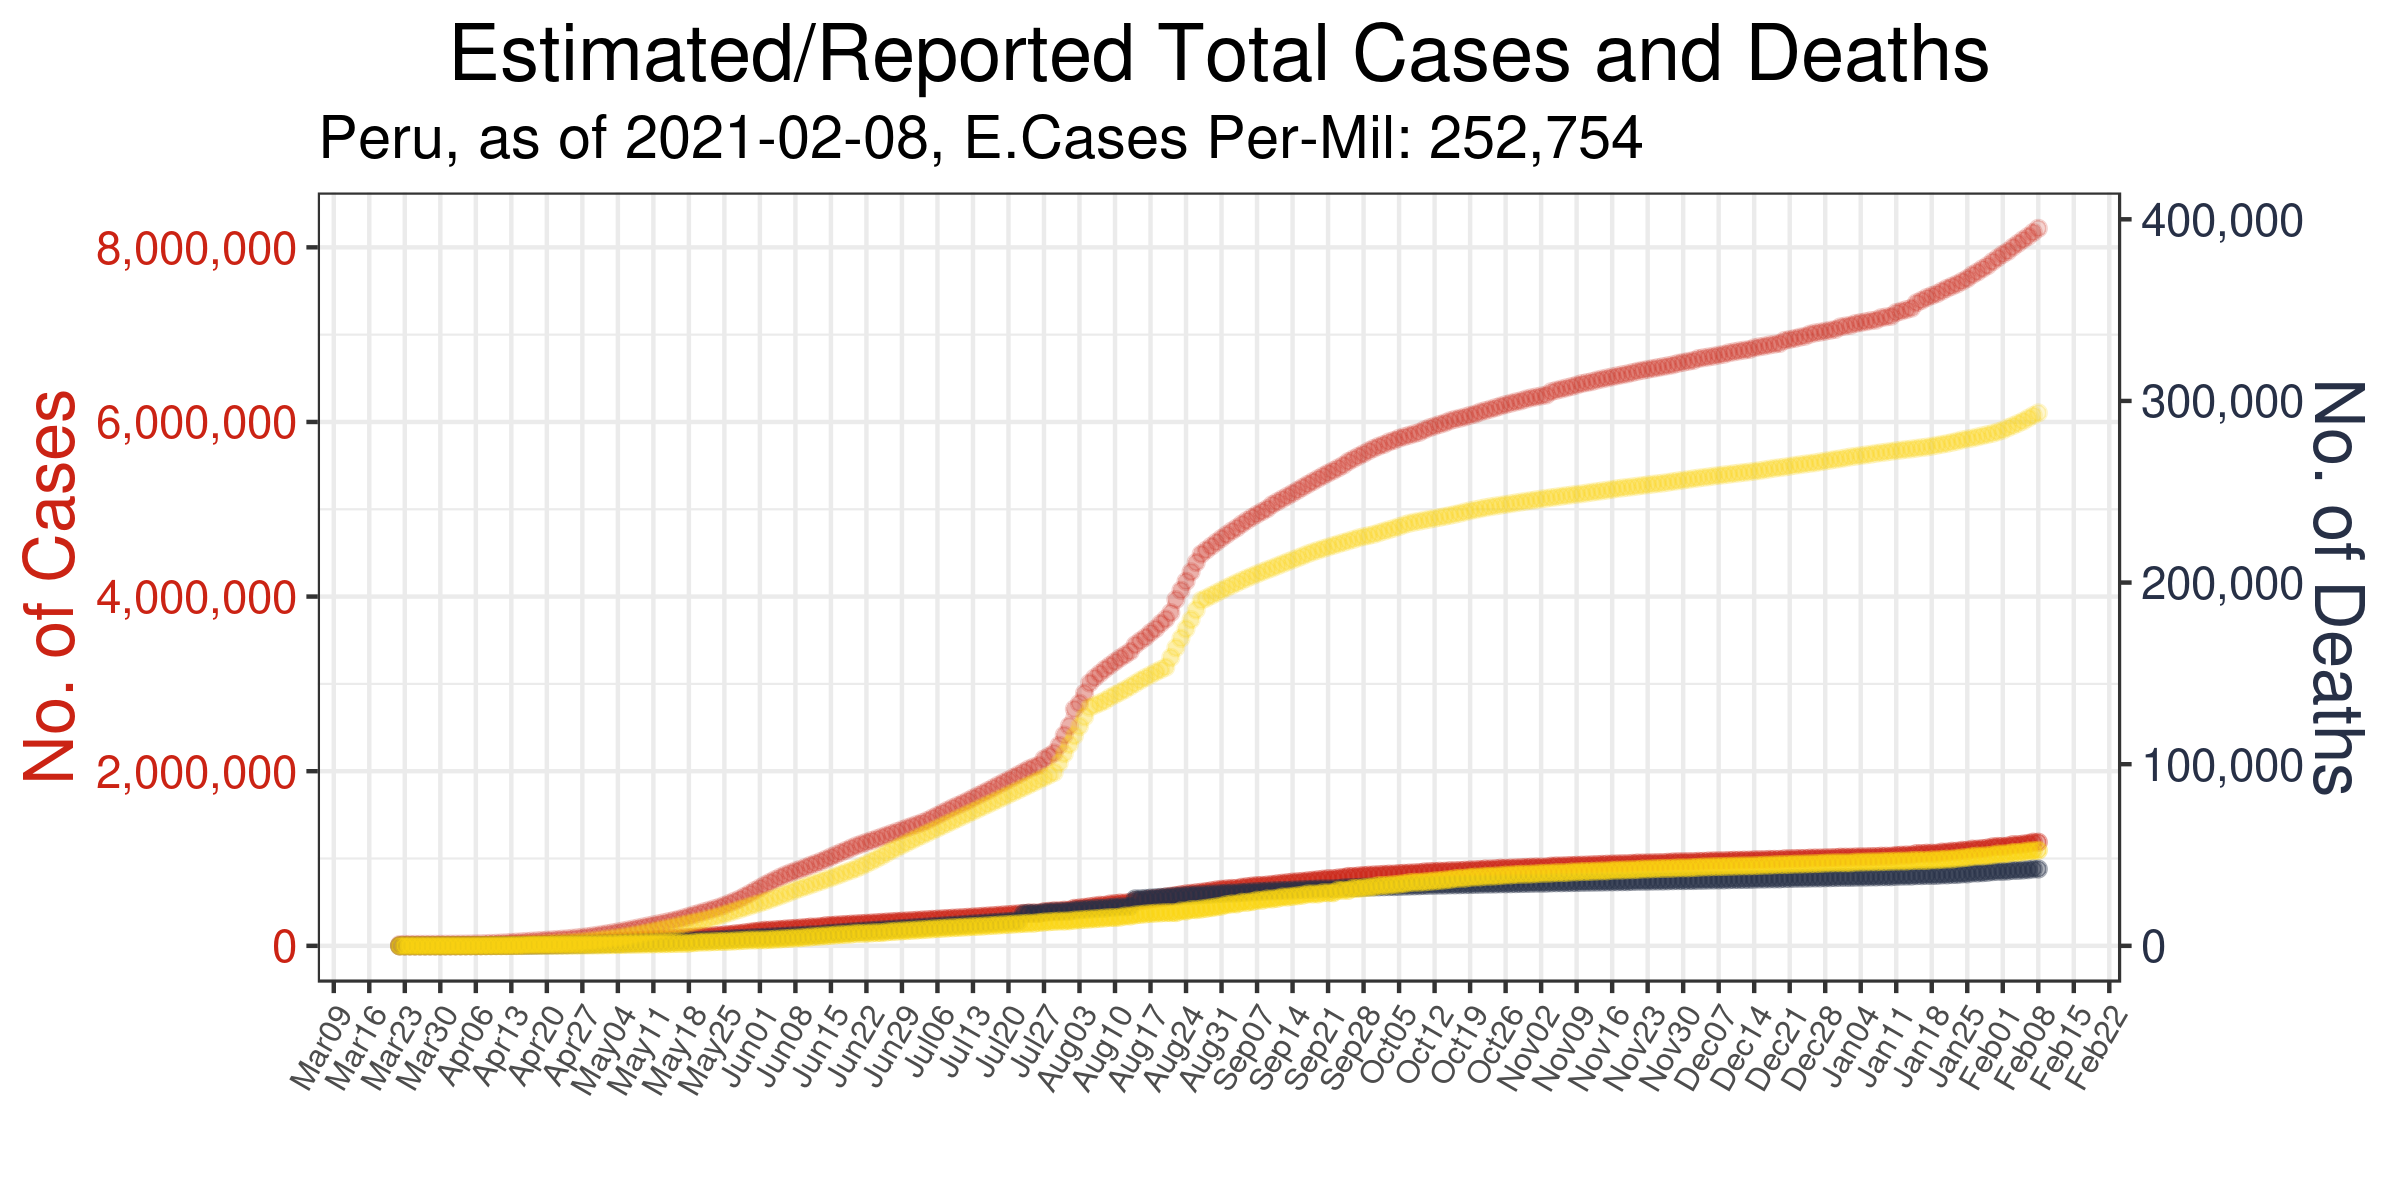 Estimated/Reported Total Cases and Deaths
Peru, as of 2021-02-08, E.Cases Per-Mil: 252,754
No. of Cases
8,000,000
6,000,000
4,000,000
2,000,000
0
400,000
300,000
200,000
100,000
0
No. of Deaths
Mar09
Mar16
Mar23
Mar30
Apr06
Apr13
Apr20
Apr27
May04
May11
May18
May25
Jun01
Jun08
Jun15
Jun22
Jun29
Jul06
Jul13
Jul20
Jul27
Aug03
Aug10
Aug17
Aug24
Aug31
Sep07
Sep14
Sep21
Sep28
Oct05
Oct12
Oct19
Oct26
Nov02
Nov09
Nov16
Nov23
Nov30
Dec07
Dec14
Dec21
Dec28
Jan04
Jan11
Jan18
Jan25
Feb01
Feb08
Feb15
Feb22